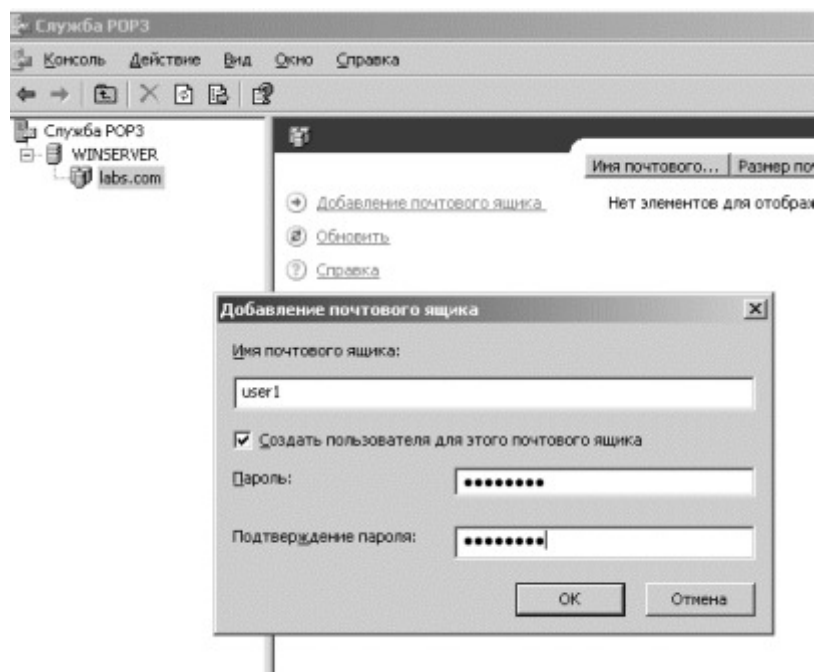 Служба POP3
Консоль Действие Вид Окно Справка
Служба POP3
WINSERVER
labs.com
Имя почтового... Размер по
Добавление почтового ящика
Нет элементов для отображ
Обновить
Справка
Добавление почтового ящика
Имя почтового ящика:
user1
Создать пользователя для этого почтового ящика
Пароль:
Подтверждение пароля:
OK Отмена